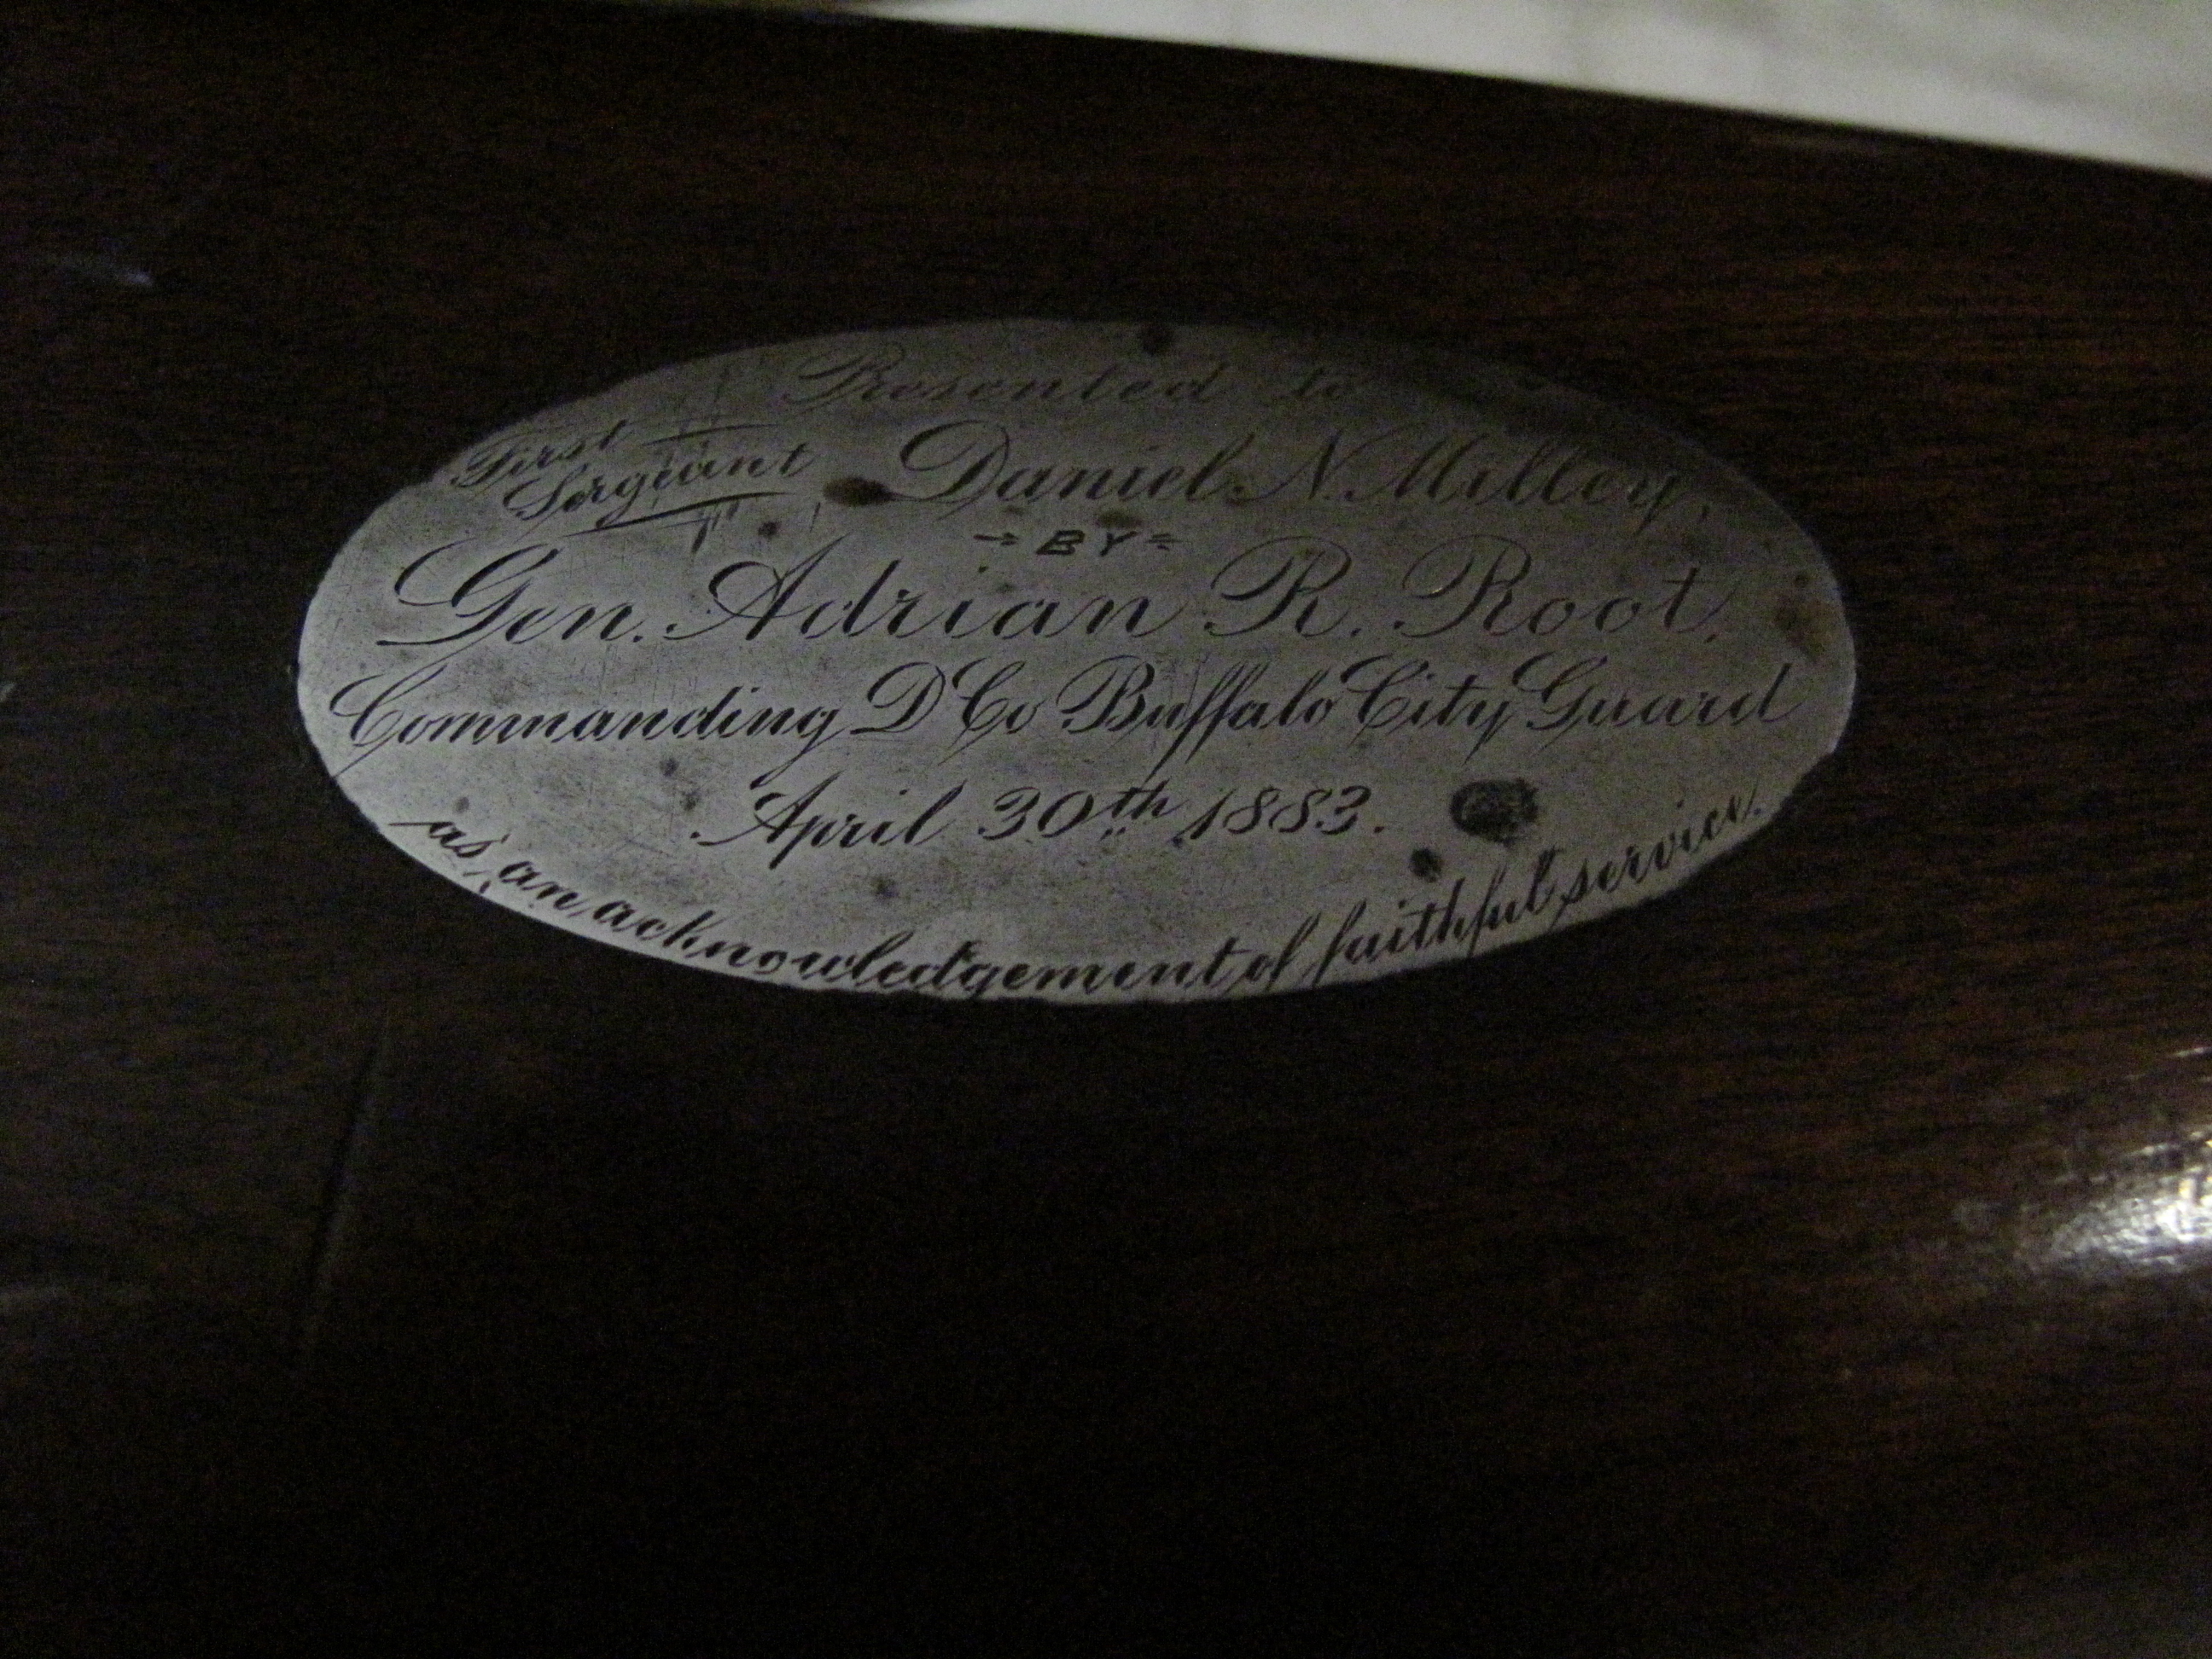 Presented to
First
Sergeant Daniel N. Milley,
BY
Gen. Adrian R. Root,
Commanding D Co Buffalo City Guard
April 30th 1883.
as an acknowledgement of faithful service.